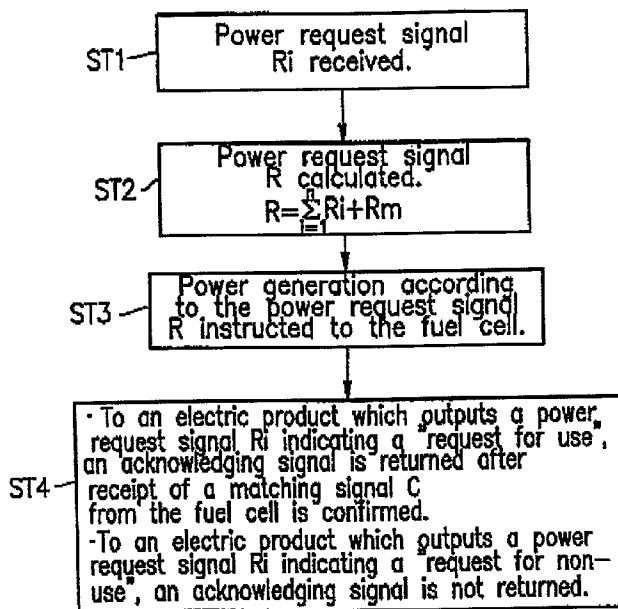 ST1
Power request signal
Ri received.
ST2
Power request signal
R calculated.
R=∑Ri+Rm
n
i=1
ST3
Power generation according
to the power request signal
R instructed to the fuel cell.
ST4
· To an electric product which outputs a power
request signal Ri indicating a "request for use",
an acknowledging signal is returned after
receipt of a matching signal C
from the fuel cell is confirmed.
·To an electric product which outputs a power
request signal Ri indicating a "request for non-
use", an acknowledging signal is not returned.